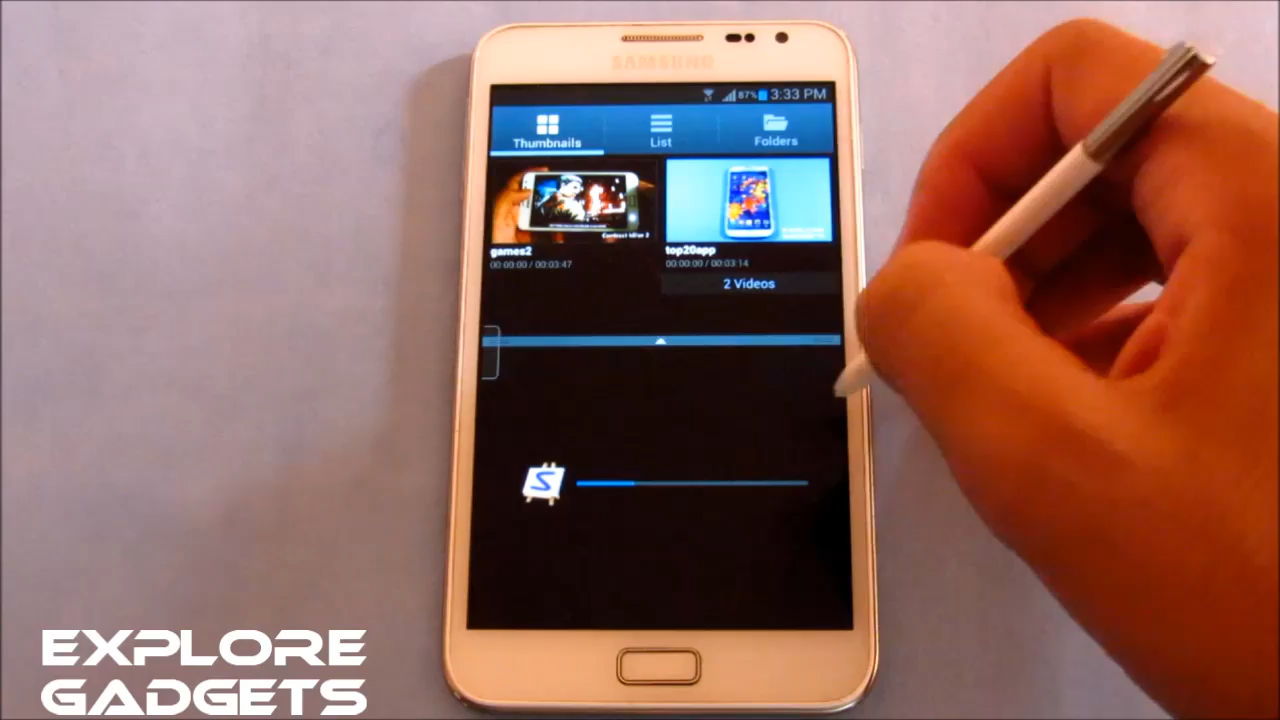 SAMSUNG
87% 3:33 PM
Thumbnails
List
Folders
games2
00:00:00 / 00:03:47
top20app
00:00:00 / 00:03:14
2 Videos
S
EXPLORE
GADGETS